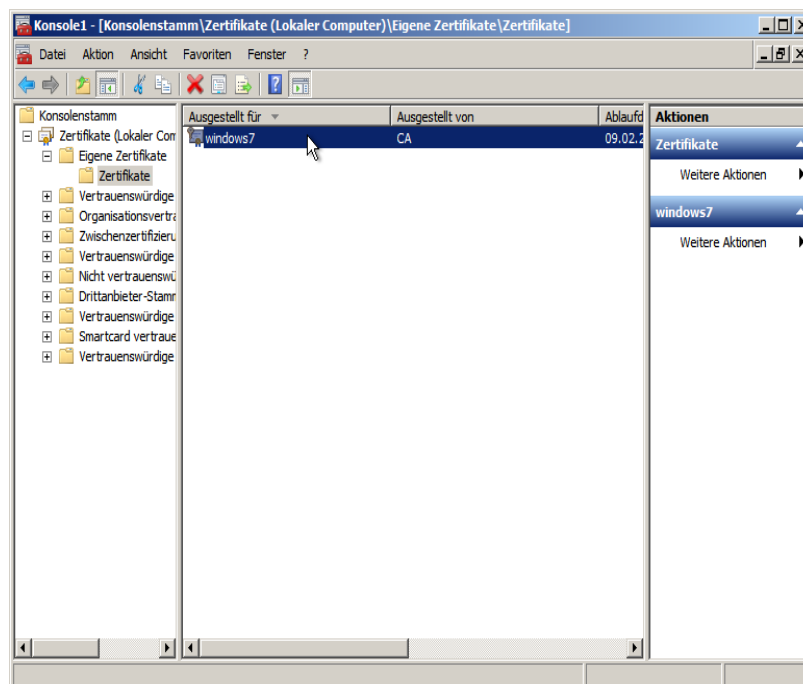 Konsole1 - [Konsolenstamm\Zertifikate (Lokaler Computer)\Eigene Zertifikate\Zertifikate]
Datei Aktion Ansicht Favoriten Fenster ?
Konsolenstamm
Zertifikate (Lokaler Com
Eigene Zertifikate
Zertifikate
Vertrauenswürdige
Organisationsvertra
Zwischenzertifizieru
Vertrauenswürdige
Nicht vertrauenswü
Drittanbieter-Stamm
Vertrauenswürdige
Smartcard vertraue
Vertrauenswürdige
Ausgestellt für Ausgestellt von Ablaufd
windows7 CA 09.02.2
Aktionen
Zertifikate
Weitere Aktionen
windows7
Weitere Aktionen